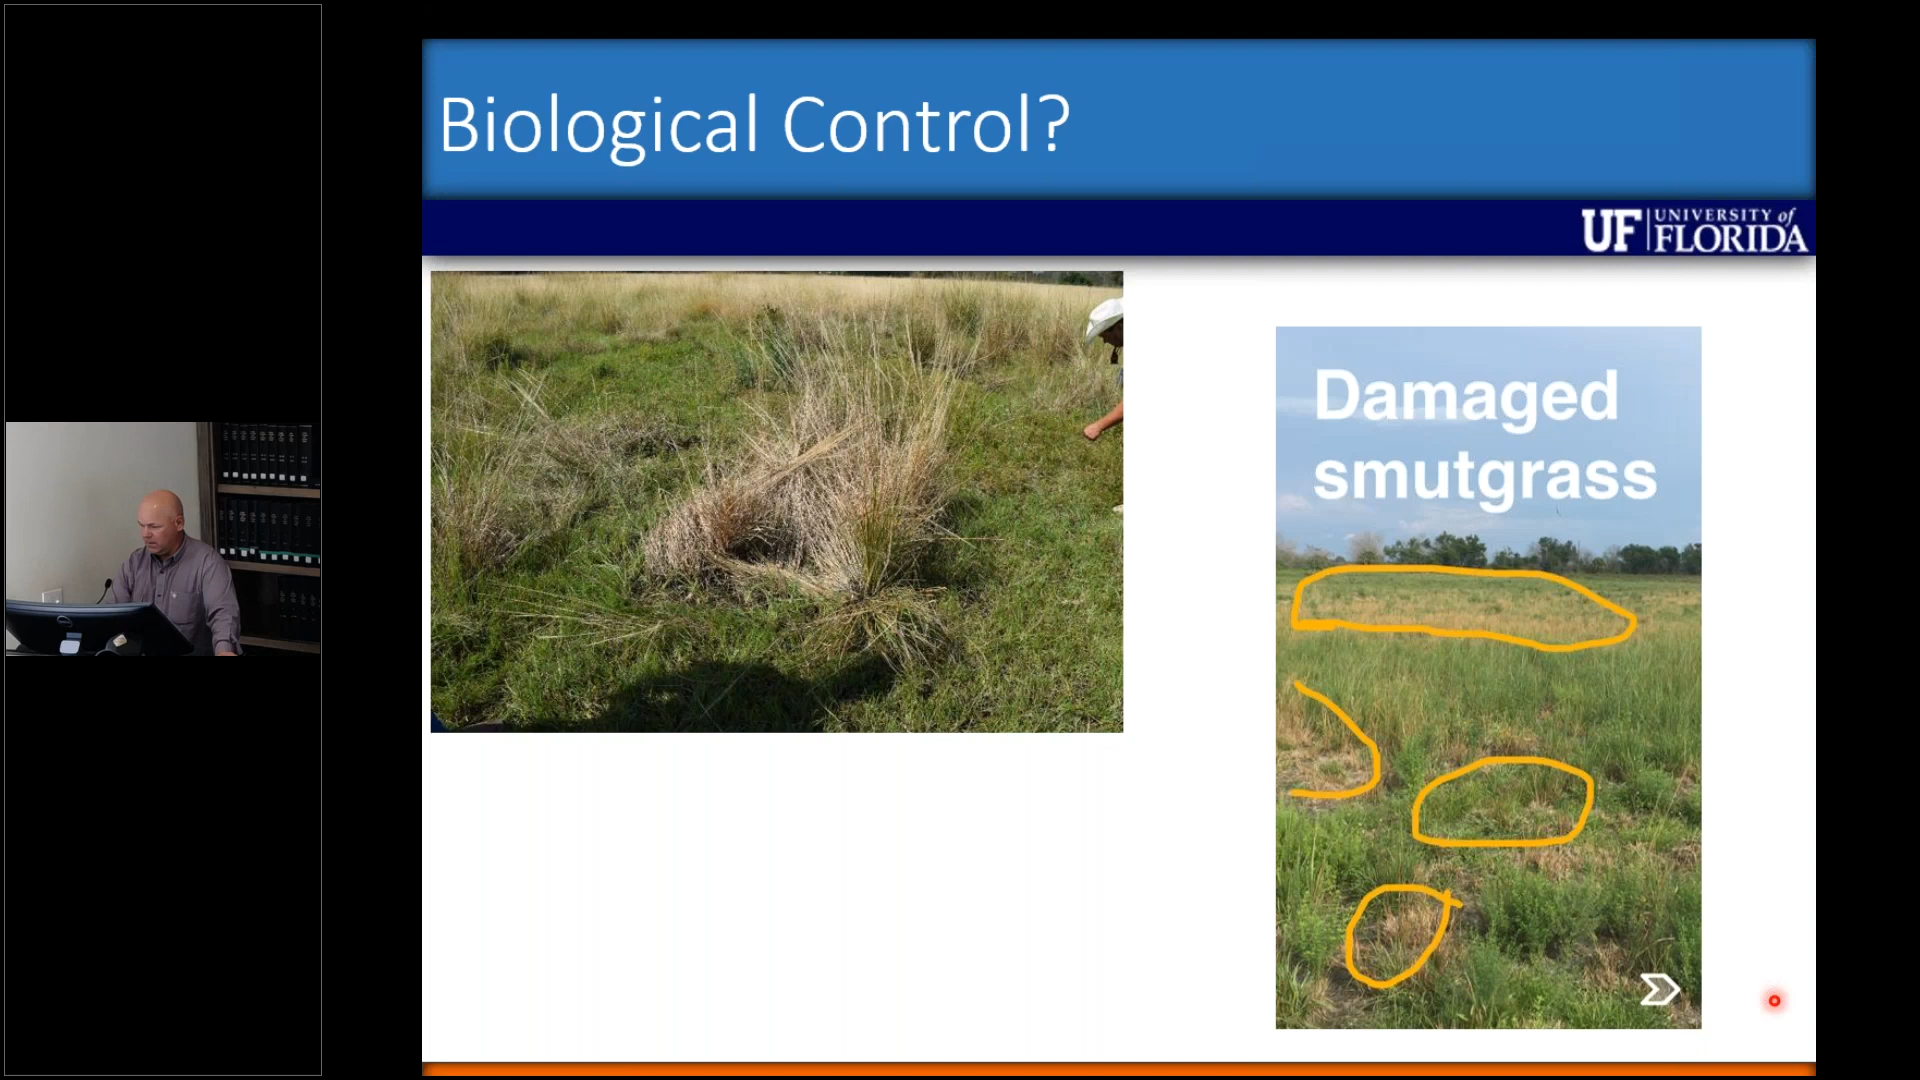 Biological Control?
UF UNIVERSITY of
FLORIDA
Damaged
smutgrass